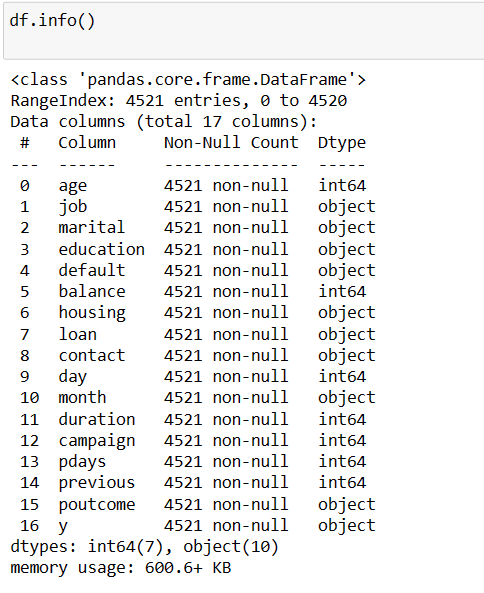 df.info()
<class 'pandas.core.frame.DataFrame'>
RangeIndex: 4521 entries, 0 to 4520
Data columns (total 17 columns):
 #   Column     Non-Null Count  Dtype
---  ------     --------------  -----
 0   age        4521 non-null   int64
 1   job        4521 non-null   object
 2   marital    4521 non-null   object
 3   education  4521 non-null   object
 4   default    4521 non-null   object
 5   balance    4521 non-null   int64
 6   housing    4521 non-null   object
 7   loan       4521 non-null   object
 8   contact    4521 non-null   object
 9   day        4521 non-null   int64
 10  month      4521 non-null   object
 11  duration   4521 non-null   int64
 12  campaign   4521 non-null   int64
 13  pdays      4521 non-null   int64
 14  previous   4521 non-null   int64
 15  poutcome   4521 non-null   object
 16  y          4521 non-null   object
dtypes: int64(7), object(10)
memory usage: 600.6+ KB